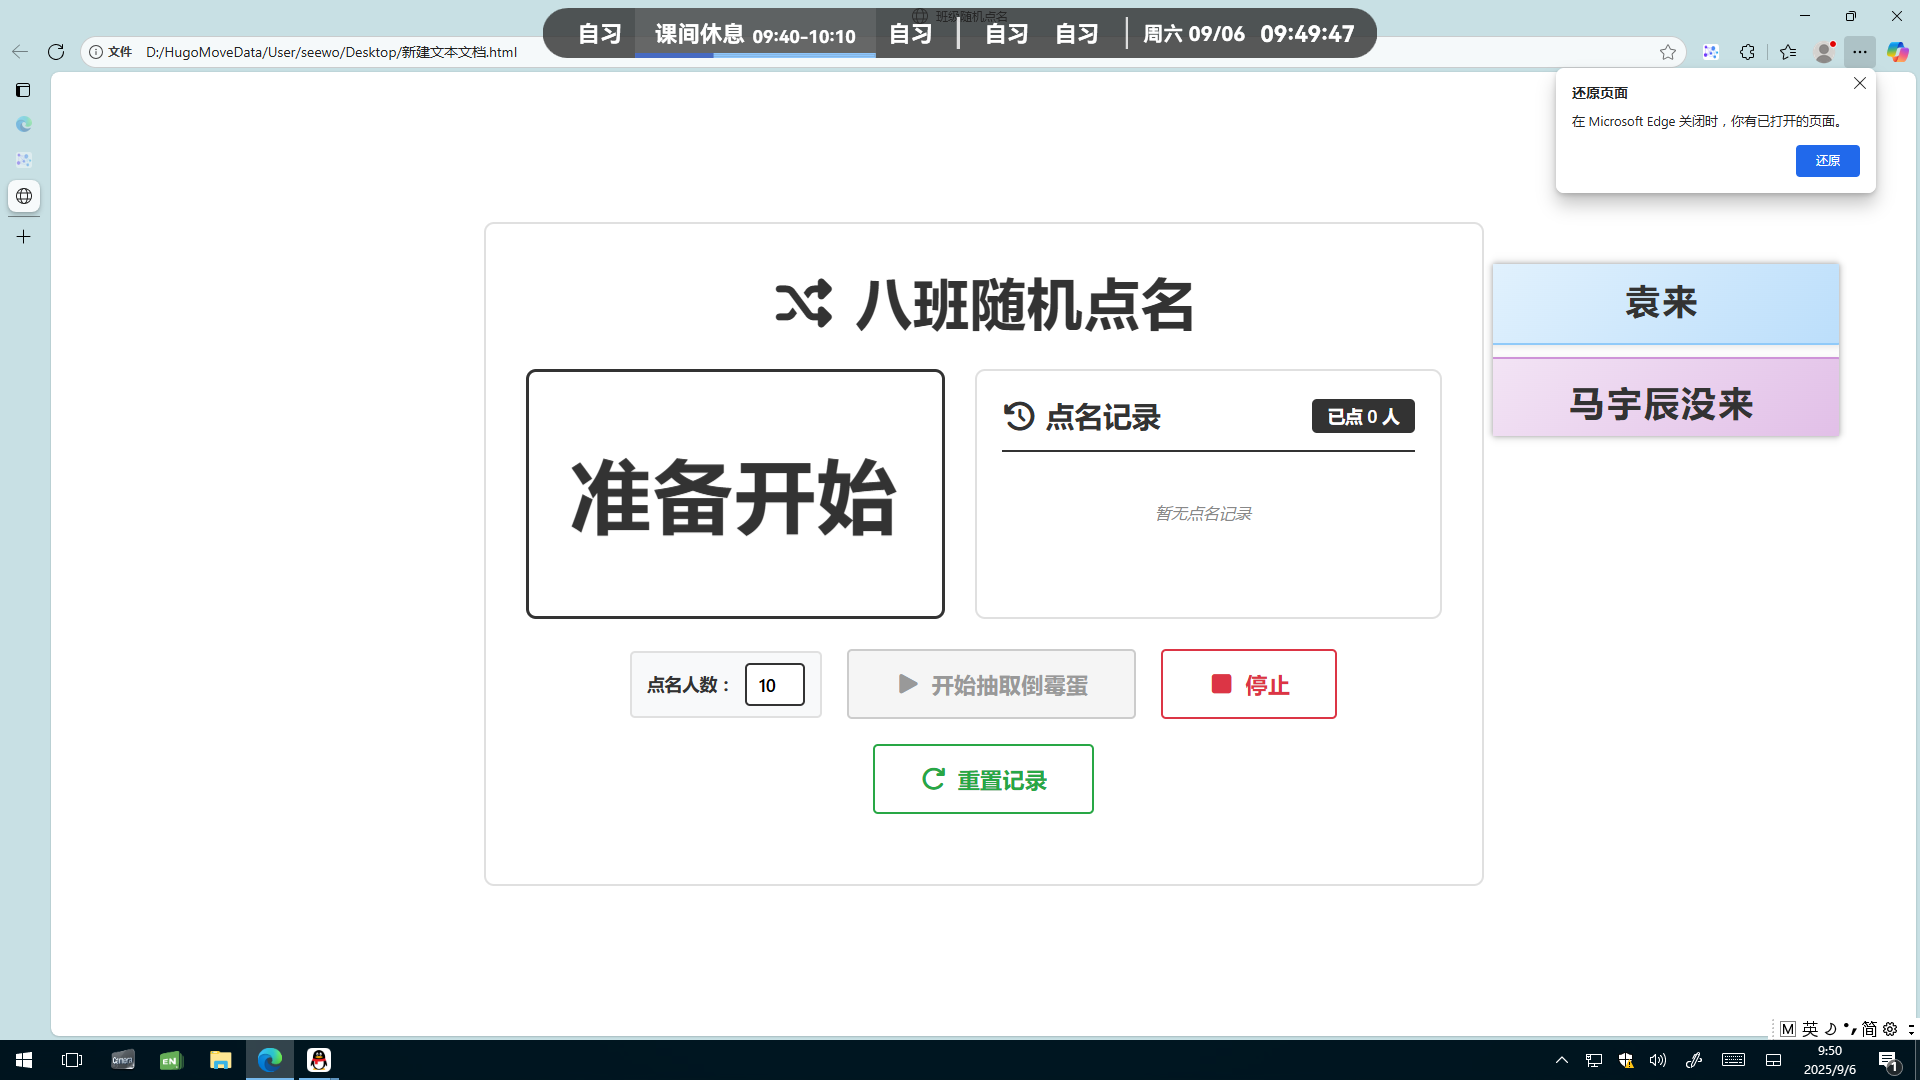 班级随机点名
自习 课间休息 09:40-10:10 自习 自习 自习 周六 09/06 09:49:47
文件 D:/HugoMoveData/User/seewo/Desktop/新建文本文档.html
还原页面
在 Microsoft Edge 关闭时，你有已打开的页面。
还原
八班随机点名
袁来
马宇辰没来
准备开始
点名记录 已点 0 人
暂无点名记录
点名人数： 10 开始抽取倒霉蛋 停止
重置记录
M 英 简
Camera EN
9:50
2025/9/6
1